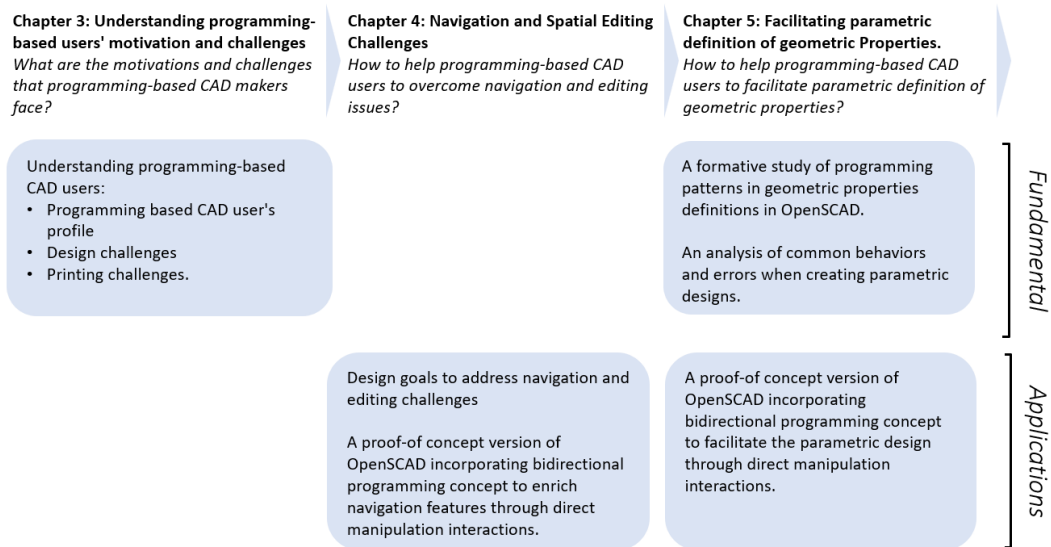 Chapter 3: Understanding programming-
based users' motivation and challenges
What are the motivations and challenges
that programming-based CAD makers
face?
Chapter 4: Navigation and Spatial Editing
Challenges
How to help programming-based CAD
users to overcome navigation and editing
issues?
Chapter 5: Facilitating parametric
definition of geometric Properties.
How to help programming-based CAD
users to facilitate parametric definition of
geometric properties?
Understanding programming-based
CAD users:
• Programming based CAD user's
profile
• Design challenges
• Printing challenges.
A formative study of programming
patterns in geometric properties
definitions in OpenSCAD.
An analysis of common behaviors
and errors when creating parametric
designs.
Fundamental
Design goals to address navigation and
editing challenges
A proof-of concept version of
OpenSCAD incorporating bidirectional
programming concept to enrich
navigation features through direct
manipulation interactions.
A proof-of concept version of
OpenSCAD incorporating
bidirectional programming concept
to facilitate the parametric design
through direct manipulation
interactions.
Applications